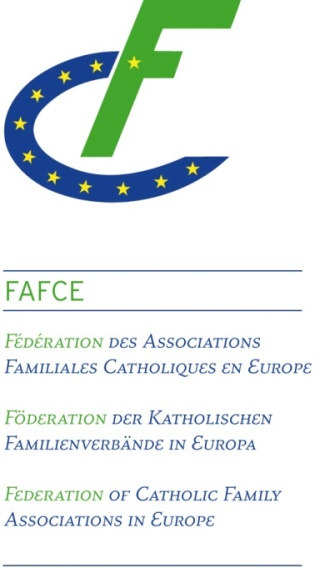 F
FAFCE
Fédération des Associations
Familiales Catholiques en Europe
Föderation der Katholischen
Familienverbände in Europa
Federation of Catholic Family
Associations in Europe